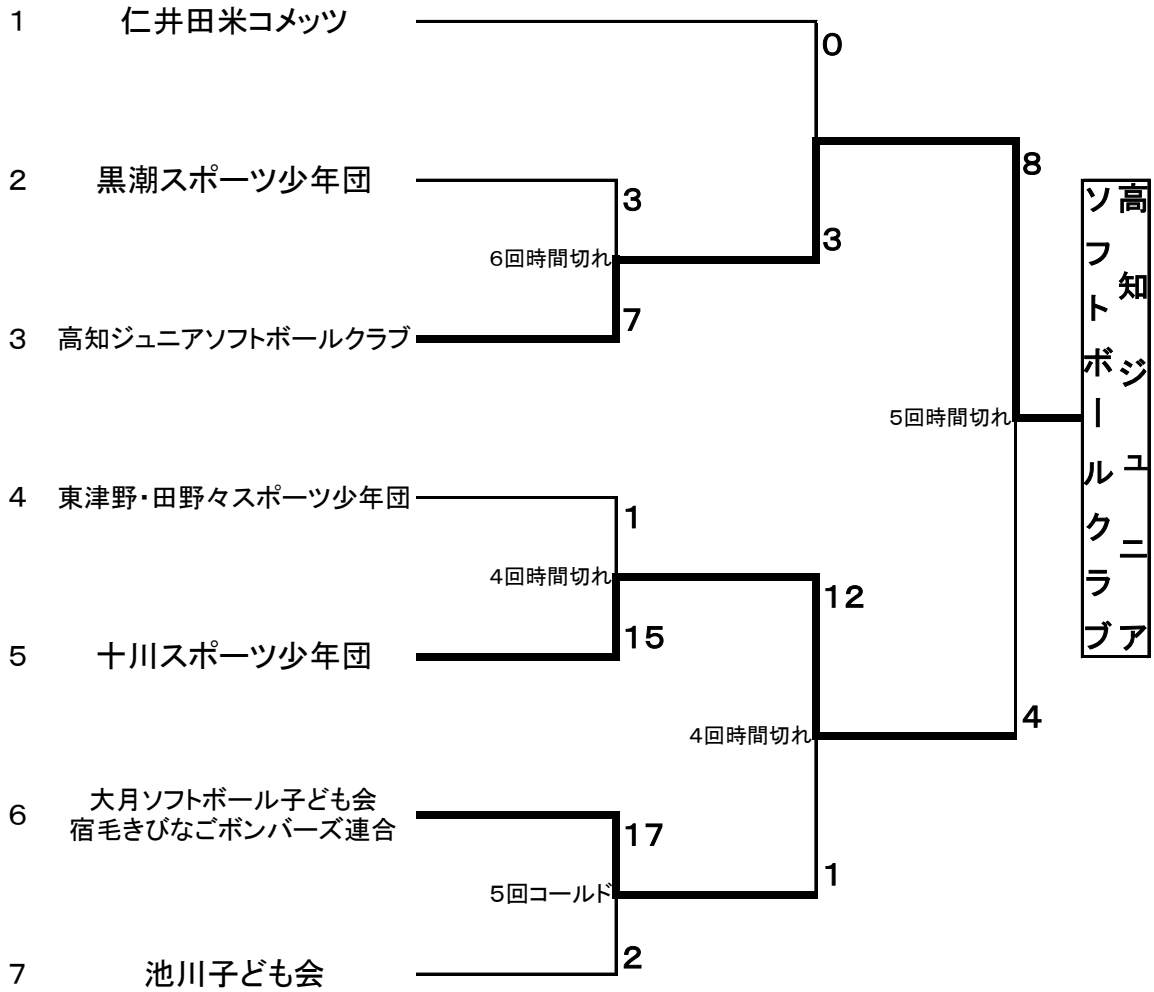 1 仁井田米コメッツ
0
2 黒潮スポーツ少年団
3
8
6回時間切れ
3
3 高知ジュニアソフトボールクラブ
7
5回時間切れ
高知ジュニア
ソフトボールクラブ
4 東津野・田野々スポーツ少年団
1
4回時間切れ
12
5 十川スポーツ少年団
15
4回時間切れ
4
6 大月ソフトボール子ども会
宿毛きびなごボンバーズ連合
17
5回コールド
1
7 池川子ども会
2